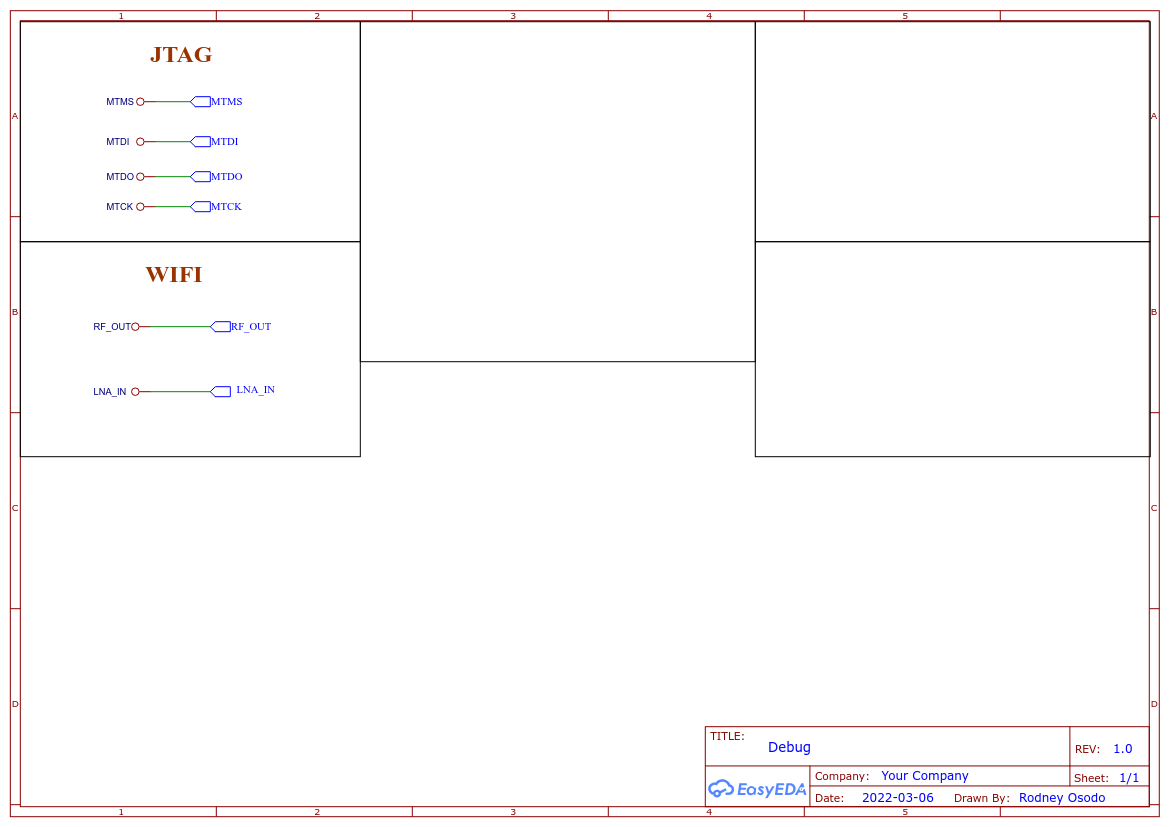 1 2 3 4 5
A A
JTAG
MTMS MTMS
MTDI MTDI
MTDO MTDO
MTCK MTCK
WIFI
B B
RF_OUT RF_OUT
LNA_IN LNA_IN
C C
D D
TITLE:
Debug
REV: 1.0
EasyEDA
Company: Your Company
Sheet: 1/1
Date: 2022-03-06 Drawn By: Rodney Osodo
1 2 3 4 5